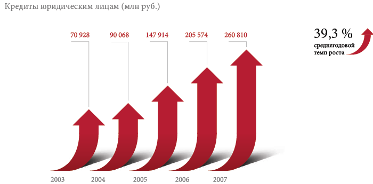 Кредиты юридическим лицам (млн руб.)
70 928 90 068 147 914 205 574 260 810
39,3 %
среднегодовой
темп роста
2003 2004 2005 2006 2007